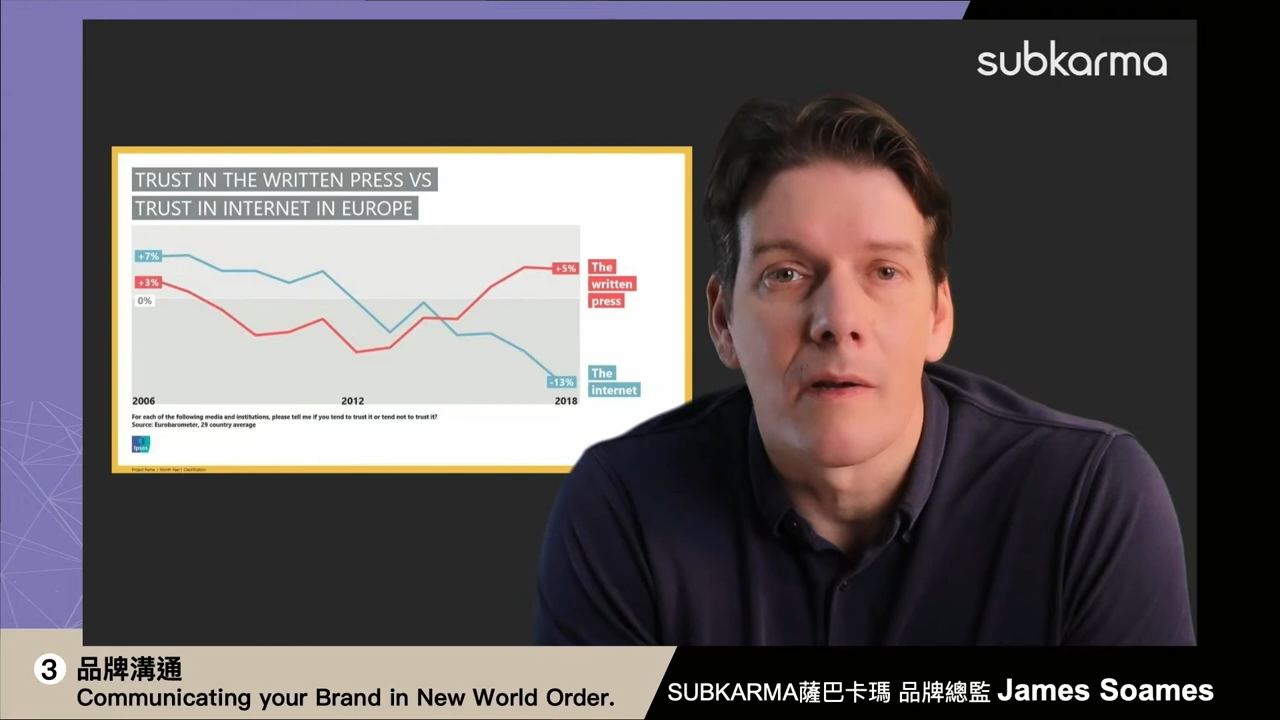 subkarma
TRUST IN THE WRITTEN PRESS VS
TRUST IN INTERNET IN EUROPE
+7%
+3%
0%
+5%
The
written
press
-13%
The
internet
2006
2012
2018
For each of the following media and institutions, please tell me if you tend to trust it or tend not to trust it?
Source: Eurobarometer, 29 country average
Ipsos
3 品牌溝通
Communicating your Brand in New World Order.
SUBKARMA薩巴卡瑪 品牌總監 James Soames